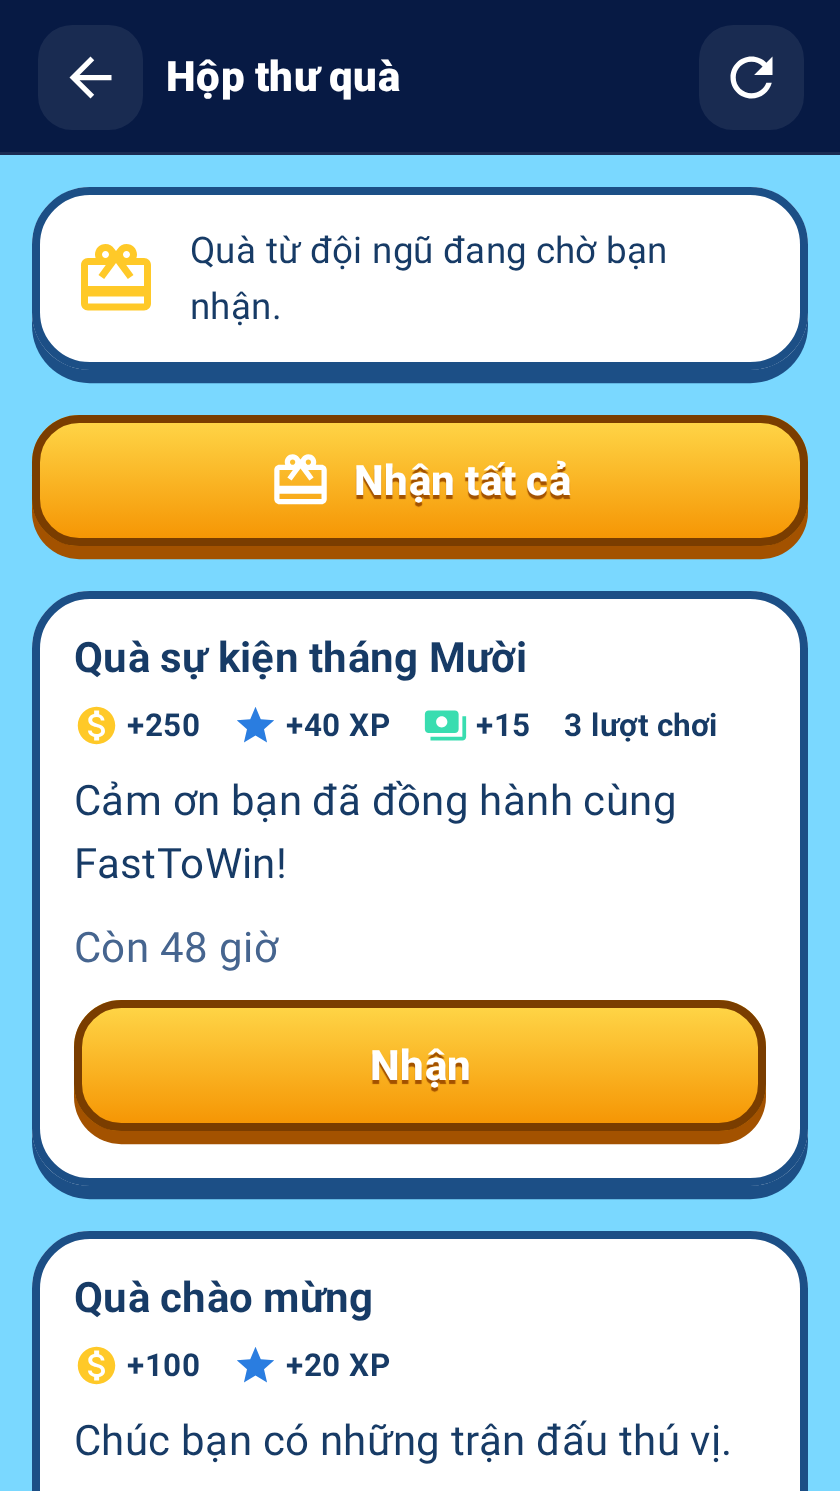 Hộp thư quà
Quà từ đội ngũ đang chờ bạn
nhận.
Nhận tất cả
Quà sự kiện tháng Mười
+250 +40 XP +15 3 lượt chơi
Cảm ơn bạn đã đồng hành cùng
FastToWin!
Còn 48 giờ
Nhận
Quà chào mừng
+100 +20 XP
Chúc bạn có những trận đấu thú vị.